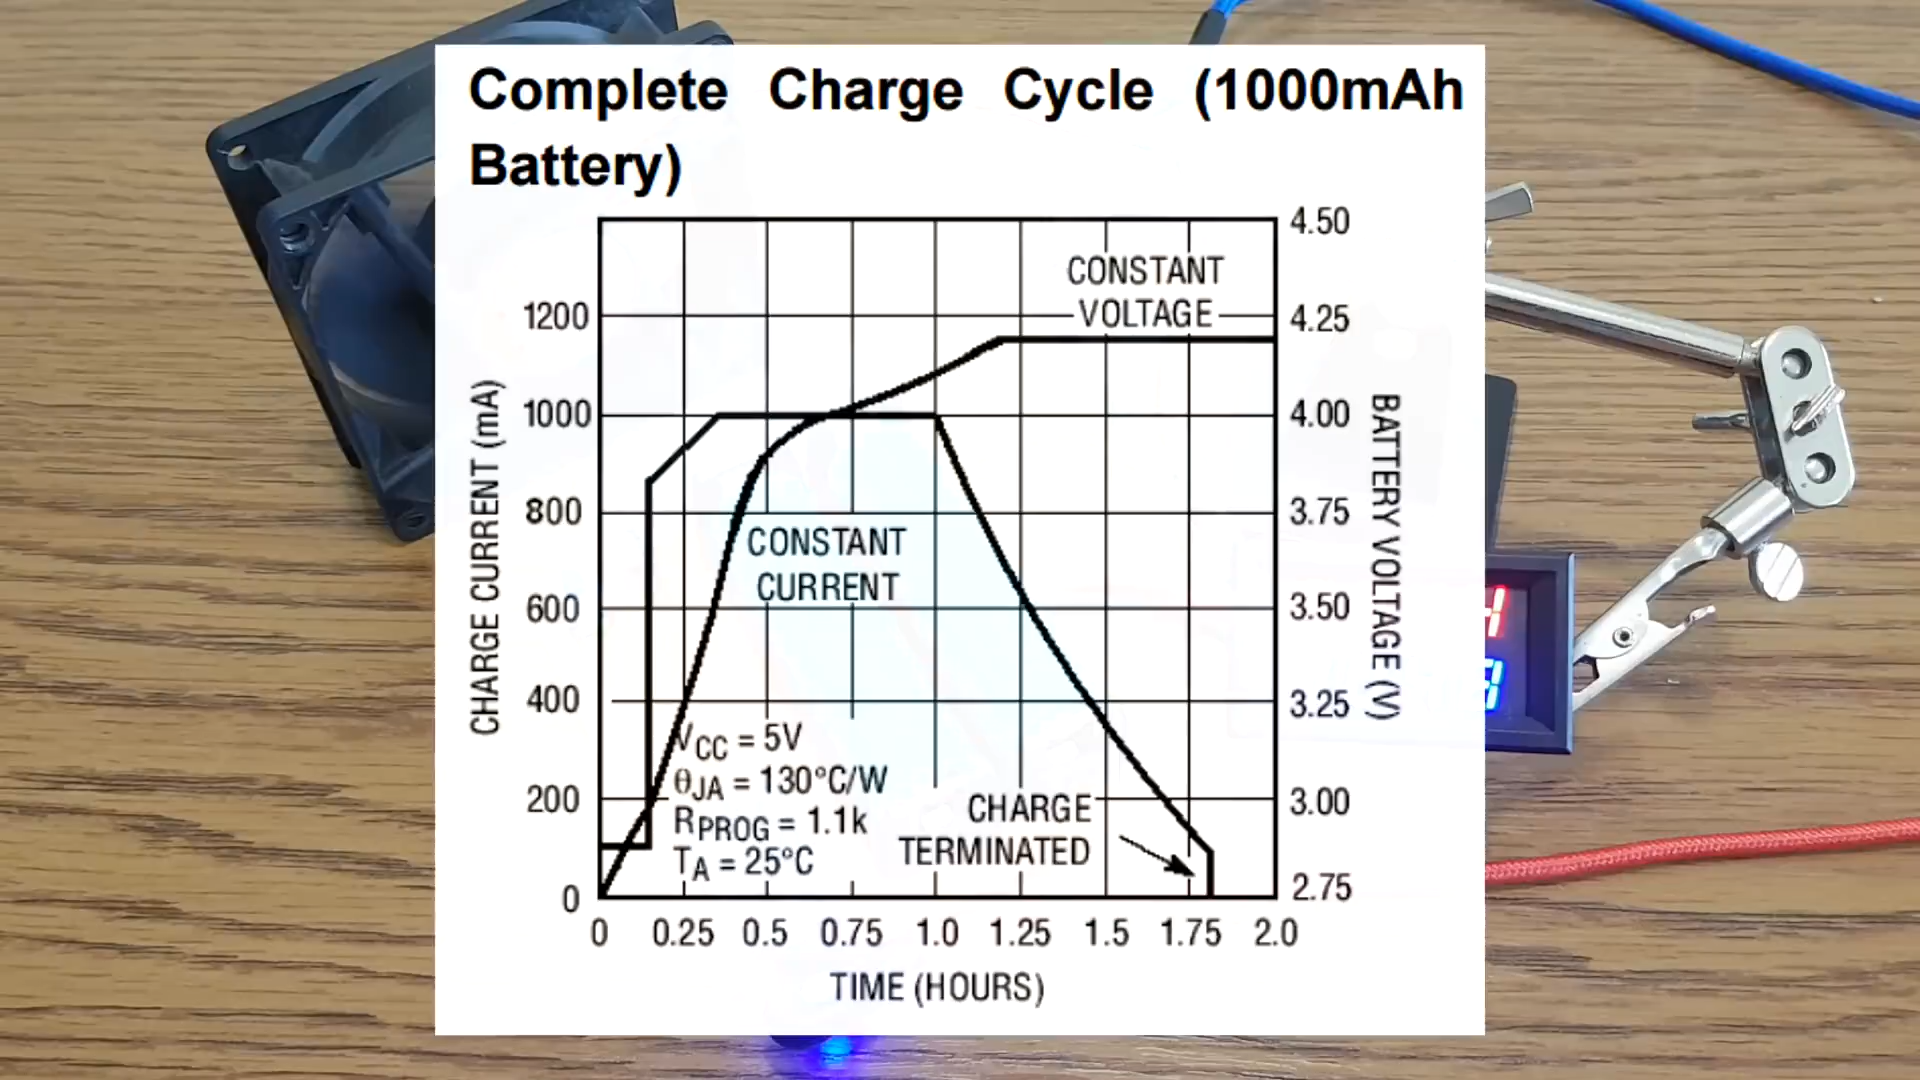 Complete Charge Cycle (1000mAh
Battery)
4.50
CONSTANT
VOLTAGE
1200
4.25
1000
4.00
800
3.75
CONSTANT
CURRENT
600
3.50
400
3.25
VCC = 5V
θJA = 130°C/W
RPROG = 1.1k
TA = 25°C
200
3.00
CHARGE
TERMINATED
0
2.75
0 0.25 0.5 0.75 1.0 1.25 1.5 1.75 2.0
TIME (HOURS)
CHARGE CURRENT (mA)
BATTERY VOLTAGE (V)